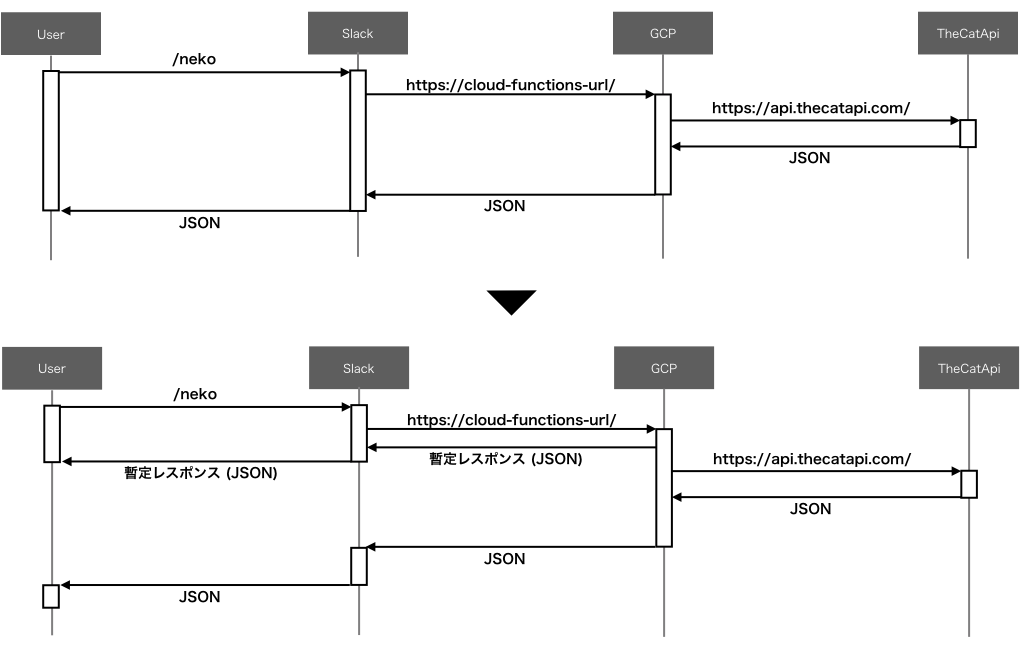 User
Slack
GCP
TheCatApi
/neko
https://cloud-functions-url/
https://api.thecatapi.com/
JSON
JSON
JSON
User
Slack
GCP
TheCatApi
/neko
https://cloud-functions-url/
暫定レスポンス (JSON)
https://api.thecatapi.com/
暫定レスポンス (JSON)
JSON
JSON
JSON